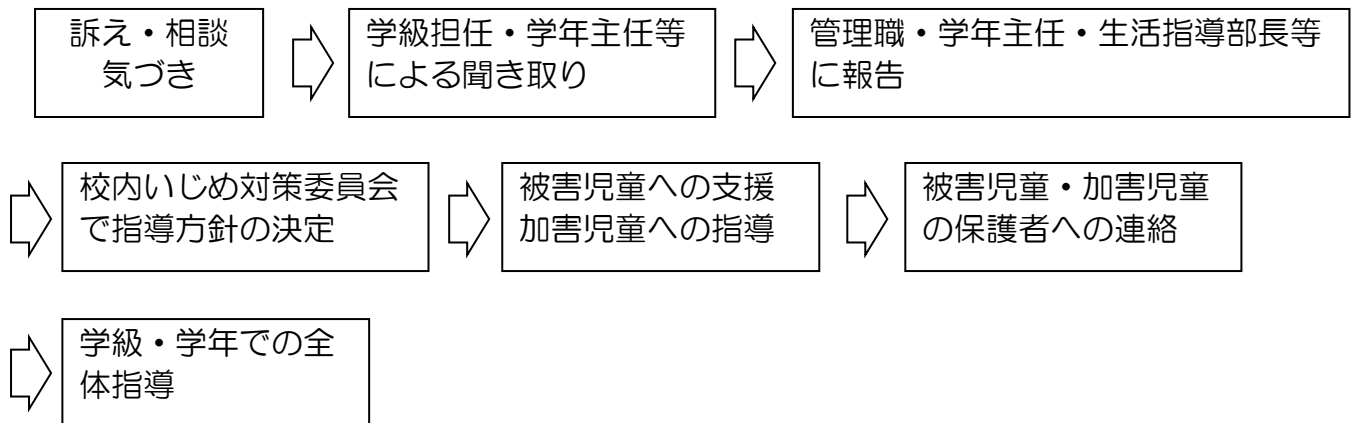 訴え・相談
気づき
学級担任・学年主任等
による聞き取り
管理職・学年主任・生活指導部長等
に報告
校内いじめ対策委員会
で指導方針の決定
被害児童への支援
加害児童への指導
被害児童・加害児童
の保護者への連絡
学級・学年での全
体指導